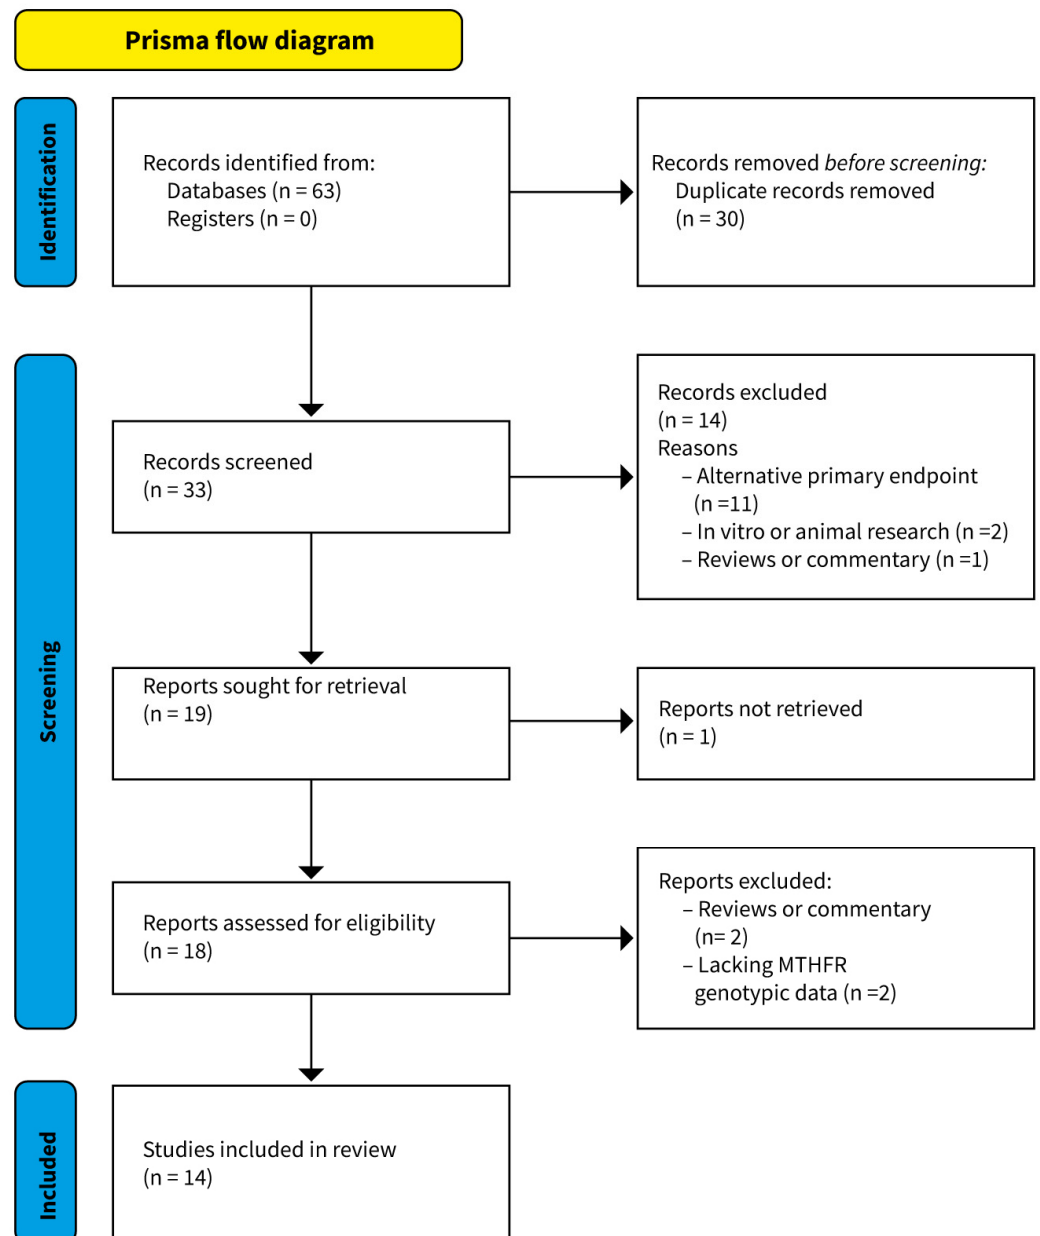 Prisma flow diagram
Identification
Records identified from:
Databases (n = 63)
Registers (n = 0)
Records removed before screening:
Duplicate records removed
(n = 30)
Screening
Records screened
(n = 33)
Records excluded
(n = 14)
Reasons
– Alternative primary endpoint
(n =11)
– In vitro or animal research (n =2)
– Reviews or commentary (n =1)
Reports sought for retrieval
(n = 19)
Reports not retrieved
(n = 1)
Reports assessed for eligibility
(n = 18)
Reports excluded:
– Reviews or commentary
(n= 2)
– Lacking MTHFR
genotypic data (n =2)
Included
Studies included in review
(n = 14)